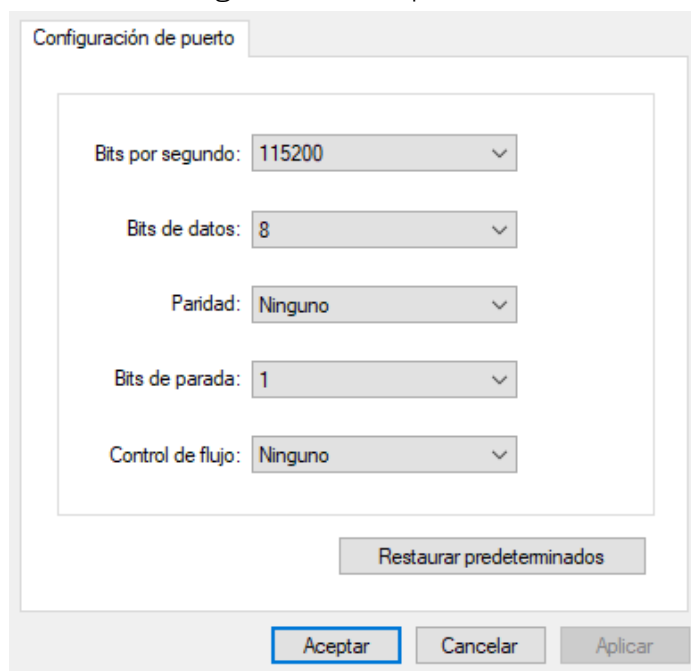 Configuración de puerto
Bits por segundo: 115200
Bits de datos: 8
Paridad: Ninguno
Bits de parada: 1
Control de flujo: Ninguno
Restaurar predeterminados
Aceptar Cancelar Aplicar